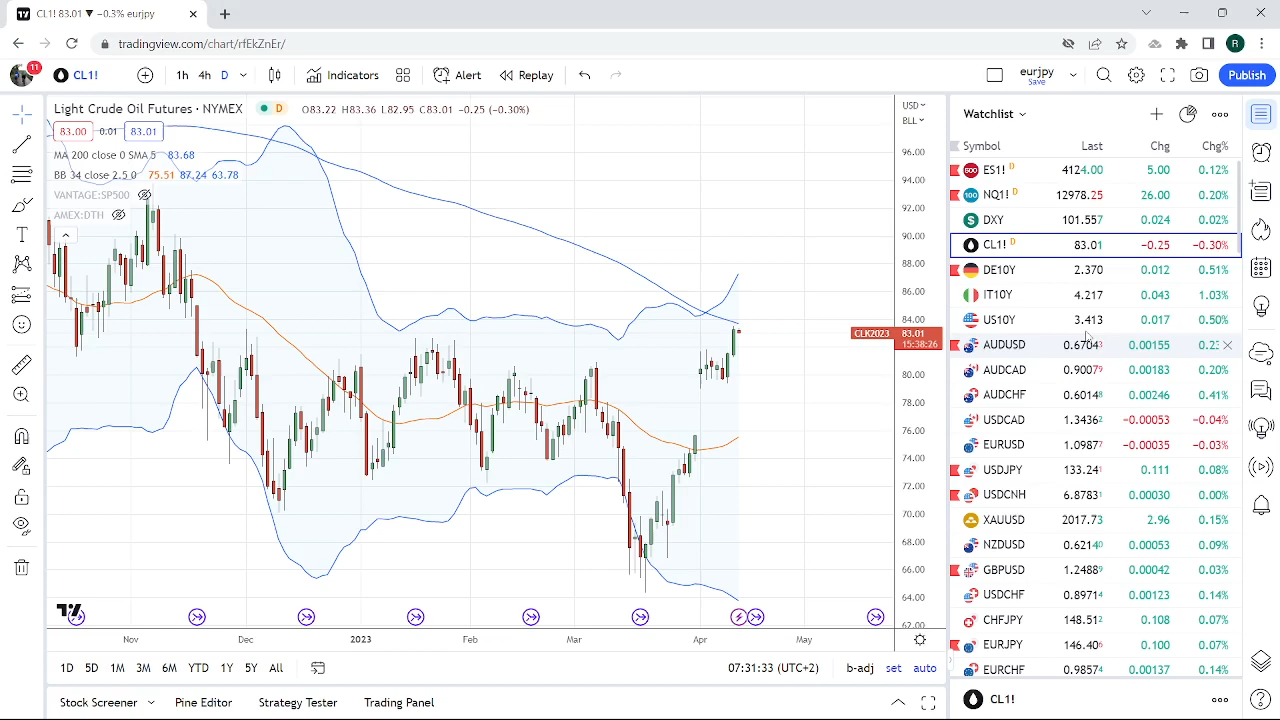 CL1! 83.01 ▼ −0.3% eurjpy
tradingview.com/chart/rfEkZnEr/
R
11
CL1!
1h 4h D
Indicators
Alert
Replay
eurjpy
Save
Publish
Light Crude Oil Futures · NYMEX
D
O83.22 H83.36 L82.95 C83.01 −0.25 (−0.30%)
83.00 0.01 83.01
MA 200 close 0 SMA 5 83.68
BB 34 close 2.5 0 75.51 87.24 63.78
VANTAGE:SP500
AMEX:DTH
USD
BLL
96.00
94.00
92.00
90.00
88.00
86.00
84.00
CLK2023 83.01
15:38:26
80.00
78.00
76.00
74.00
72.00
70.00
68.00
66.00
64.00
62.00
Nov Dec 2023 Feb Mar Apr May
1D 5D 1M 3M 6M YTD 1Y 5Y All
07:31:33 (UTC+2)
b-adj set auto
Stock Screener
Pine Editor
Strategy Tester
Trading Panel
Watchlist
Symbol Last Chg Chg%
500 ES1! D 4124.00 5.00 0.12%
100 NQ1! D 12978.25 26.00 0.20%
$ DXY 101.557 0.024 0.02%
CL1! D 83.01 −0.25 −0.30%
DE10Y 2.370 0.012 0.51%
IT10Y 4.217 0.043 1.03%
US10Y 3.413 0.017 0.50%
AUDUSD 0.67043 0.00155
AUDCAD 0.90079 0.00183 0.20%
AUDCHF 0.60148 0.00246 0.41%
USDCAD 1.34362 −0.00053 −0.04%
EURUSD 1.09877 −0.00035 −0.03%
USDJPY 133.241 0.111 0.08%
USDCNH 6.87831 0.00030 0.00%
XAUUSD 2017.73 2.96 0.15%
NZDUSD 0.62140 0.00053 0.09%
GBPUSD 1.24889 0.00042 0.03%
USDCHF 0.89714 0.00123 0.14%
CHFJPY 148.512 0.108 0.07%
EURJPY 146.406 0.100 0.07%
EURCHF 0.98574 0.00137 0.14%
CL1!